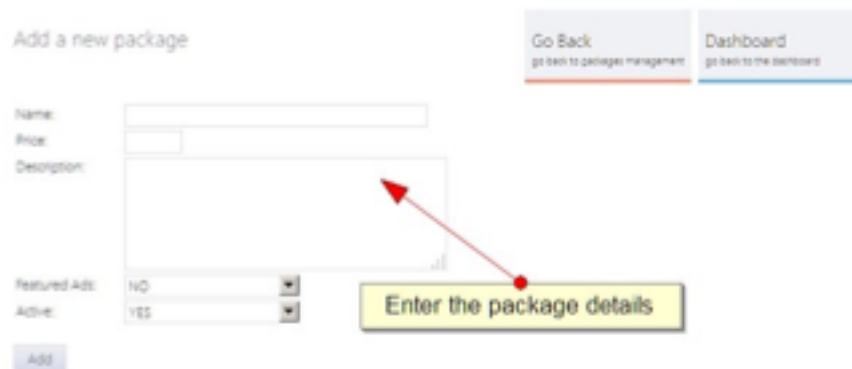 Add a new package
Go Back
go back to packages management
Dashboard
go back to the dashboard
Name:
Price:
Description:
Featured Ads: NO
Active: YES
Enter the package details
Add